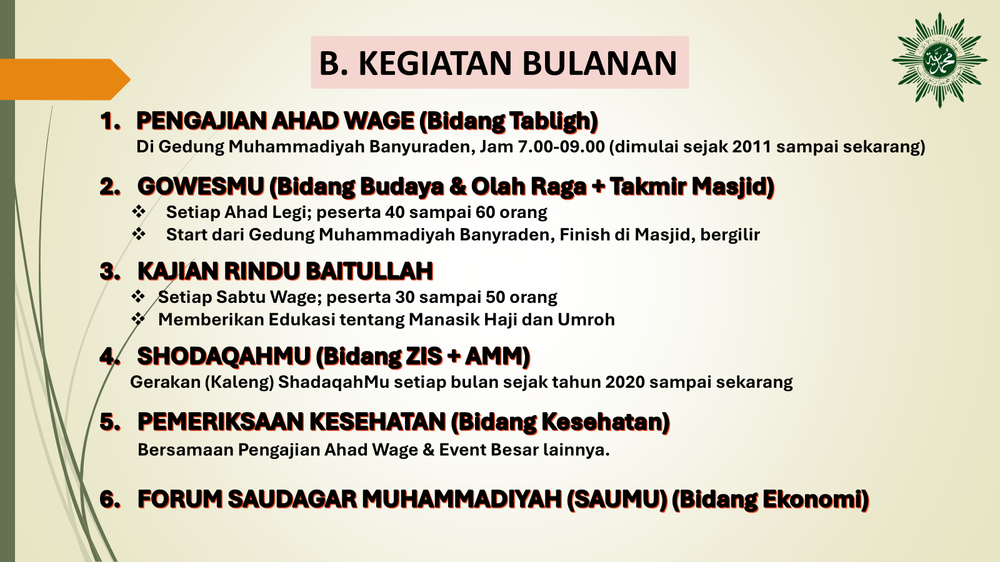 B. KEGIATAN BULANAN
محمدية
1. PENGAJIAN AHAD WAGE (Bidang Tabligh)
Di Gedung Muhammadiyah Banyuraden, Jam 7.00-09.00 (dimulai sejak 2011 sampai sekarang)
2. GOWESMU (Bidang Budaya & Olah Raga + Takmir Masjid)
❖ Setiap Ahad Legi; peserta 40 sampai 60 orang
❖ Start dari Gedung Muhammadiyah Banyraden, Finish di Masjid, bergilir
3. KAJIAN RINDU BAITULLAH
❖ Setiap Sabtu Wage; peserta 30 sampai 50 orang
❖ Memberikan Edukasi tentang Manasik Haji dan Umroh
4. SHODAQAHMU (Bidang ZIS + AMM)
Gerakan (Kaleng) ShadaqahMu setiap bulan sejak tahun 2020 sampai sekarang
5. PEMERIKSAAN KESEHATAN (Bidang Kesehatan)
Bersamaan Pengajian Ahad Wage & Event Besar lainnya.
6. FORUM SAUDAGAR MUHAMMADIYAH (SAUMU) (Bidang Ekonomi)